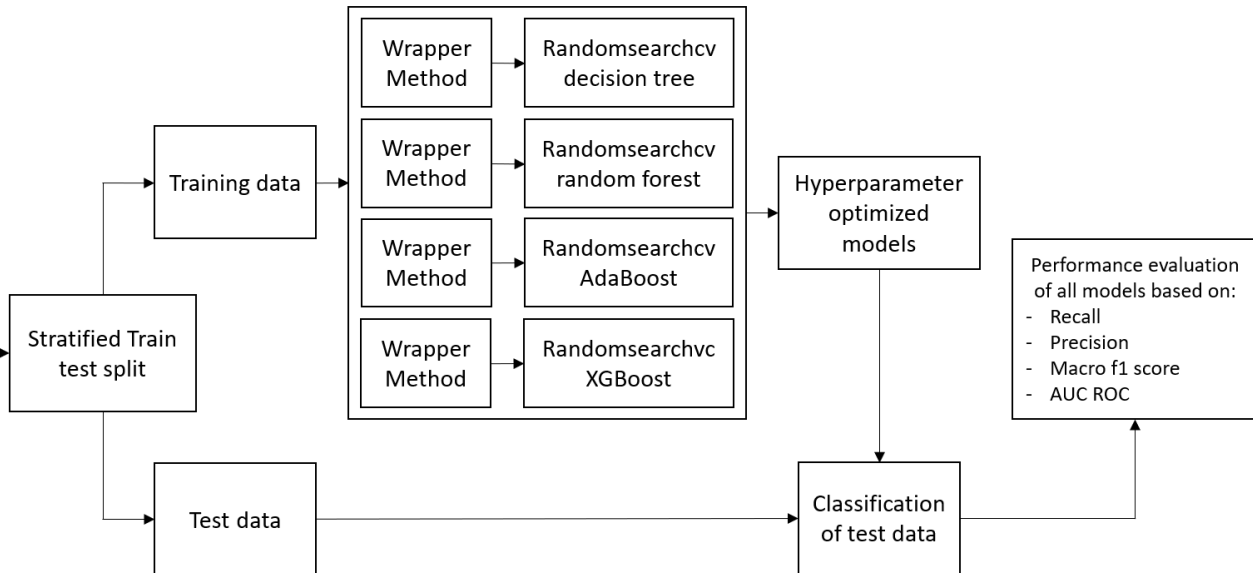 Stratified Train
test split
Training data
Test data
Wrapper
Method
Randomsearchcv
decision tree
Wrapper
Method
Randomsearchcv
random forest
Wrapper
Method
Randomsearchcv
AdaBoost
Wrapper
Method
Randomsearchvc
XGBoost
Hyperparameter
optimized
models
Classification
of test data
Performance evaluation
of all models based on:
- Recall
- Precision
- Macro f1 score
- AUC ROC